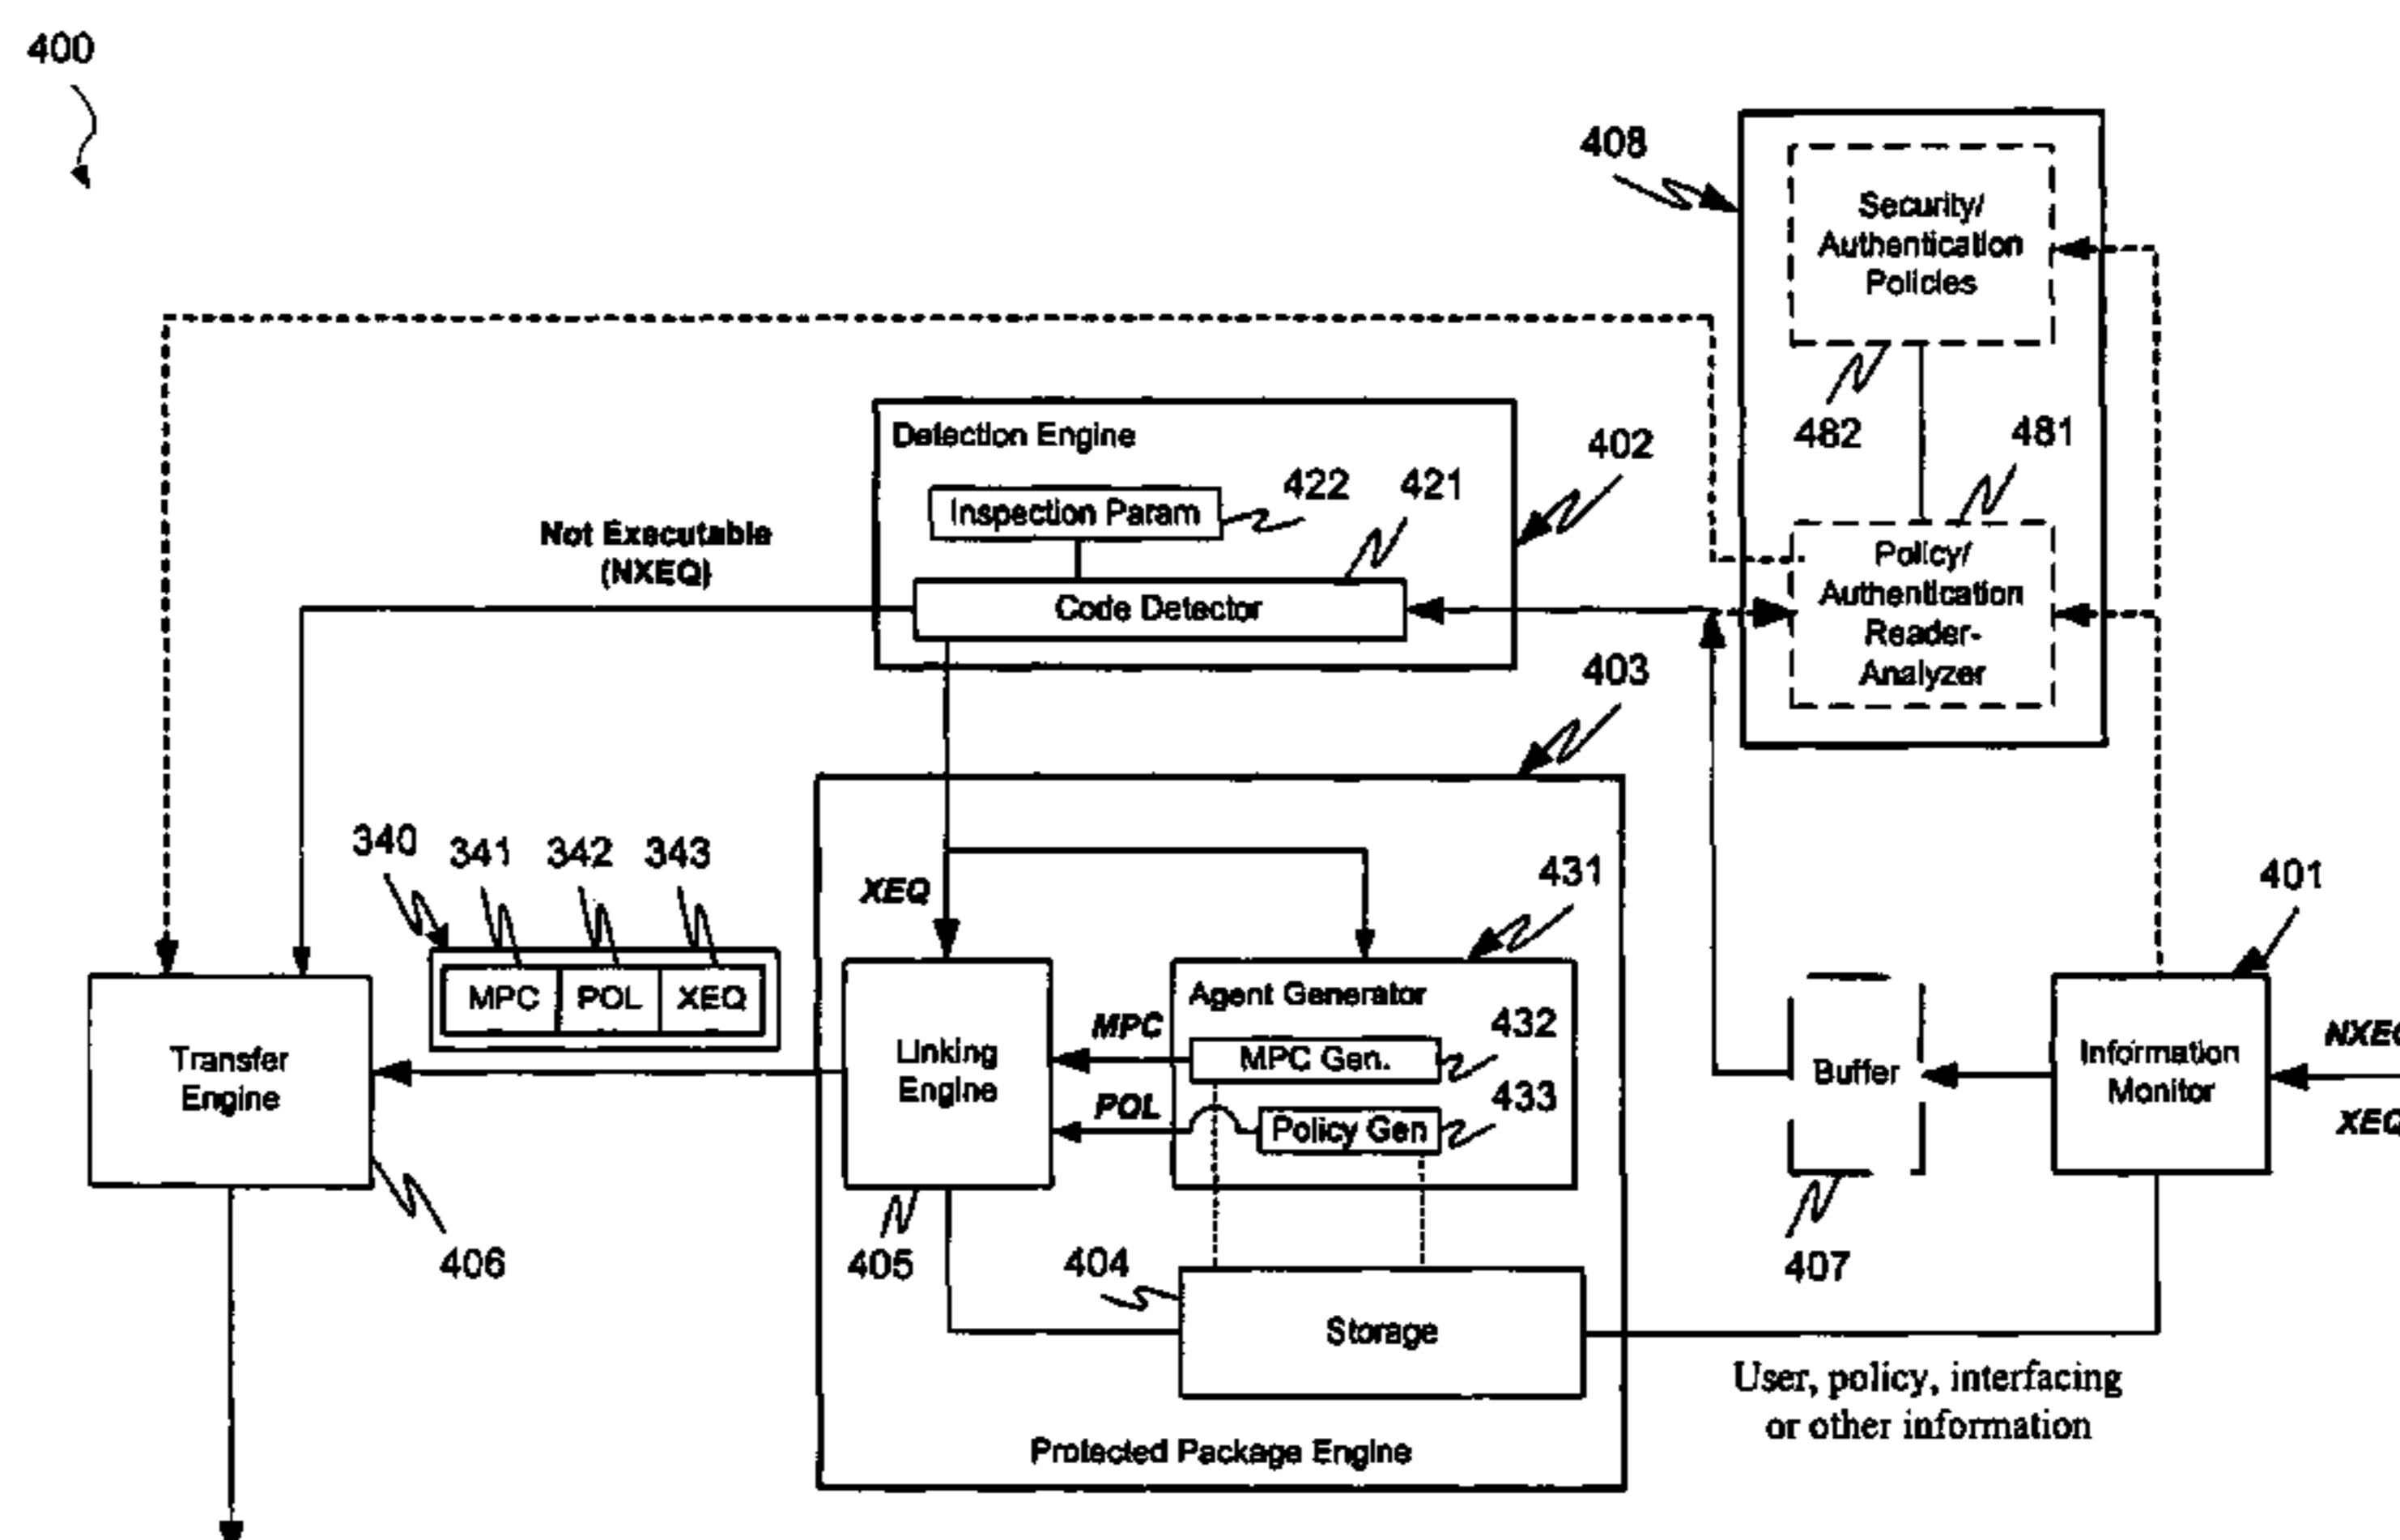 400
408
Security/
Authentication
Policies
482
481
Detection Engine
402
Inspection Param
422
421
Not Executable
(NXEQ)
Code Detector
Policy/
Authentication
Reader-
Analyzer
403
340
341
342
343
XEQ
431
401
MPC
POL
XEQ
Agent Generator
Transfer
Engine
Linking
Engine
MPC
MPC Gen.
432
POL
Policy Gen
433
Buffer
Information
Monitor
NXEQ
XEQ
406
405
404
407
Storage
User, policy, interfacing
or other information
Protected Package Engine